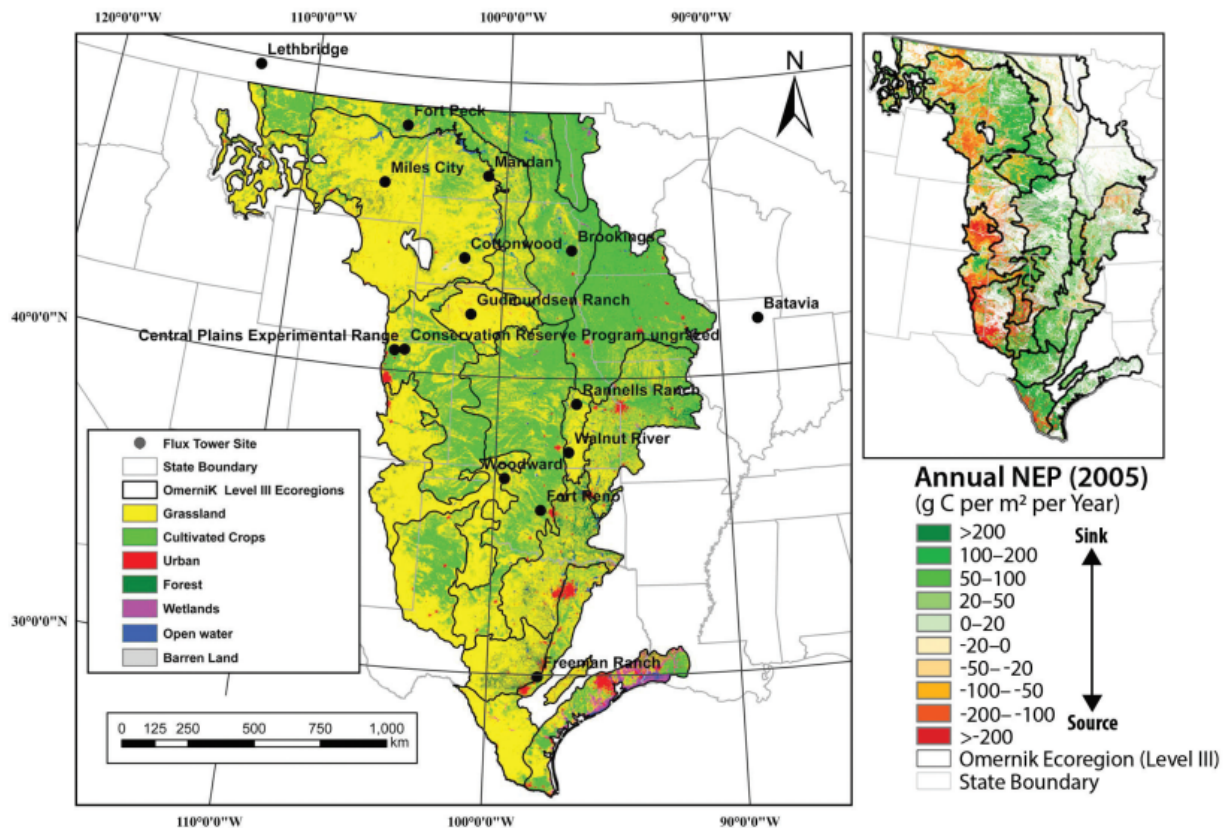 120°0'0"W
110°0'0"W
100°0'0"W
90°0'0"W
Lethbridge
N
Fort Peck
Miles City
Mandan
Cottonwood
Brookings
Gudmundsen Ranch
Batavia
40°0'0"N
Central Plains Experimental Range
Conservation Reserve Program ungrazed
Rannells Ranch
Walnut River
Woodward
Fort Reno
30°0'0"N
Freeman Ranch
Flux Tower Site
State Boundary
OmerniK Level III Ecoregions
Grassland
Cultivated Crops
Urban
Forest
Wetlands
Open water
Barren Land
0 125 250 500 750 1,000
km
110°0'0"W
100°0'0"W
90°0'0"W
Annual NEP (2005)
(g C per m² per Year)
>200
100–200
50–100
20–50
0–20
-20–0
-50– -20
-100– -50
-200– -100
>-200
Sink
Source
Omernik Ecoregion (Level III)
State Boundary